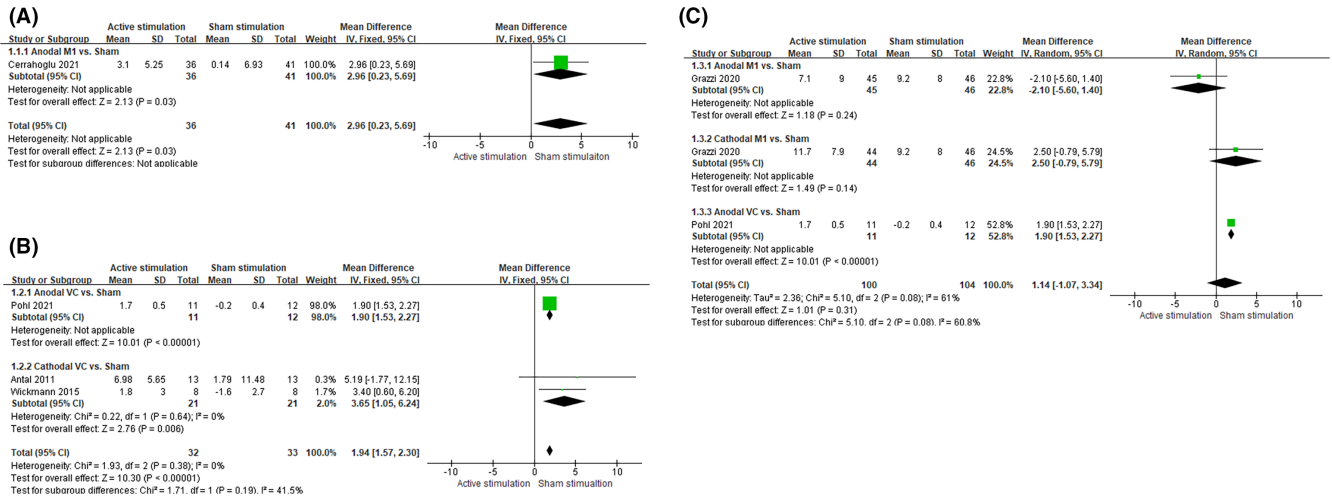 (A)
Active stimulation Sham stimulation Mean Difference Mean Difference
Study or Subgroup Mean SD Total Mean SD Total Weight IV, Fixed, 95% CI IV, Fixed, 95% CI
1.1.1 Anodal M1 vs. Sham
Cerrahoglu 2021 3.1 5.25 36 0.14 6.93 41 100.0% 2.96 [0.23, 5.69]
Subtotal (95% CI) 36 41 100.0% 2.96 [0.23, 5.69]
Heterogeneity: Not applicable
Test for overall effect: Z = 2.13 (P = 0.03)
Total (95% CI) 36 41 100.0% 2.96 [0.23, 5.69]
Heterogeneity: Not applicable
Test for overall effect: Z = 2.13 (P = 0.03)
Test for subgroup differences: Not applicable
-10 -5 0 5 10
Active stimulation Sham stimulaiton
(B)
Active stimulation Sham stimulation Mean Difference Mean Difference
Study or Subgroup Mean SD Total Mean SD Total Weight IV, Fixed, 95% CI IV, Fixed, 95% CI
1.2.1 Anodal VC vs. Sham
Pohl 2021 1.7 0.5 11 -0.2 0.4 12 98.0% 1.90 [1.53, 2.27]
Subtotal (95% CI) 11 12 98.0% 1.90 [1.53, 2.27]
Heterogeneity: Not applicable
Test for overall effect: Z = 10.01 (P < 0.00001)
1.2.2 Cathodal VC vs. Sham
Antal 2011 6.98 5.65 13 1.79 11.48 13 0.3% 5.19 [-1.77, 12.15]
Wickmann 2015 1.8 3 8 -1.6 2.7 8 1.7% 3.40 [0.60, 6.20]
Subtotal (95% CI) 21 21 2.0% 3.65 [1.05, 6.24]
Heterogeneity: Chi² = 0.22, df = 1 (P = 0.64); I² = 0%
Test for overall effect: Z = 2.76 (P = 0.006)
Total (95% CI) 32 33 100.0% 1.94 [1.57, 2.30]
Heterogeneity: Chi² = 1.93, df = 2 (P = 0.38); I² = 0%
Test for overall effect: Z = 10.30 (P < 0.00001)
Test for subgroup differences: Chi² = 1.71, df = 1 (P = 0.19), I² = 41.5%
-10 -5 0 5 10
Active stimulation Sham stimualtion
(C)
Active stimulation Sham stimulation Mean Difference Mean Difference
Study or Subgroup Mean SD Total Mean SD Total Weight IV, Random, 95% CI IV, Random, 95% CI
1.3.1 Anodal M1 vs. Sham
Grazzi 2020 7.1 9 45 9.2 8 46 22.8% -2.10 [-5.60, 1.40]
Subtotal (95% CI) 45 46 22.8% -2.10 [-5.60, 1.40]
Heterogeneity: Not applicable
Test for overall effect: Z = 1.18 (P = 0.24)
1.3.2 Cathodal M1 vs. Sham
Grazzi 2020 11.7 7.9 44 9.2 8 46 24.5% 2.50 [-0.79, 5.79]
Subtotal (95% CI) 44 46 24.5% 2.50 [-0.79, 5.79]
Heterogeneity: Not applicable
Test for overall effect: Z = 1.49 (P = 0.14)
1.3.3 Anodal VC vs. Sham
Pohl 2021 1.7 0.5 11 -0.2 0.4 12 52.8% 1.90 [1.53, 2.27]
Subtotal (95% CI) 11 12 52.8% 1.90 [1.53, 2.27]
Heterogeneity: Not applicable
Test for overall effect: Z = 10.01 (P < 0.00001)
Total (95% CI) 100 104 100.0% 1.14 [-1.07, 3.34]
Heterogeneity: Tau² = 2.36; Chi² = 5.10, df = 2 (P = 0.08); I² = 61%
Test for overall effect: Z = 1.01 (P = 0.31)
Test for subgroup differences: Chi² = 5.10, df = 2 (P = 0.08), I² = 60.8%
-10 -5 0 5 10
Active stimulation Sham stimulation